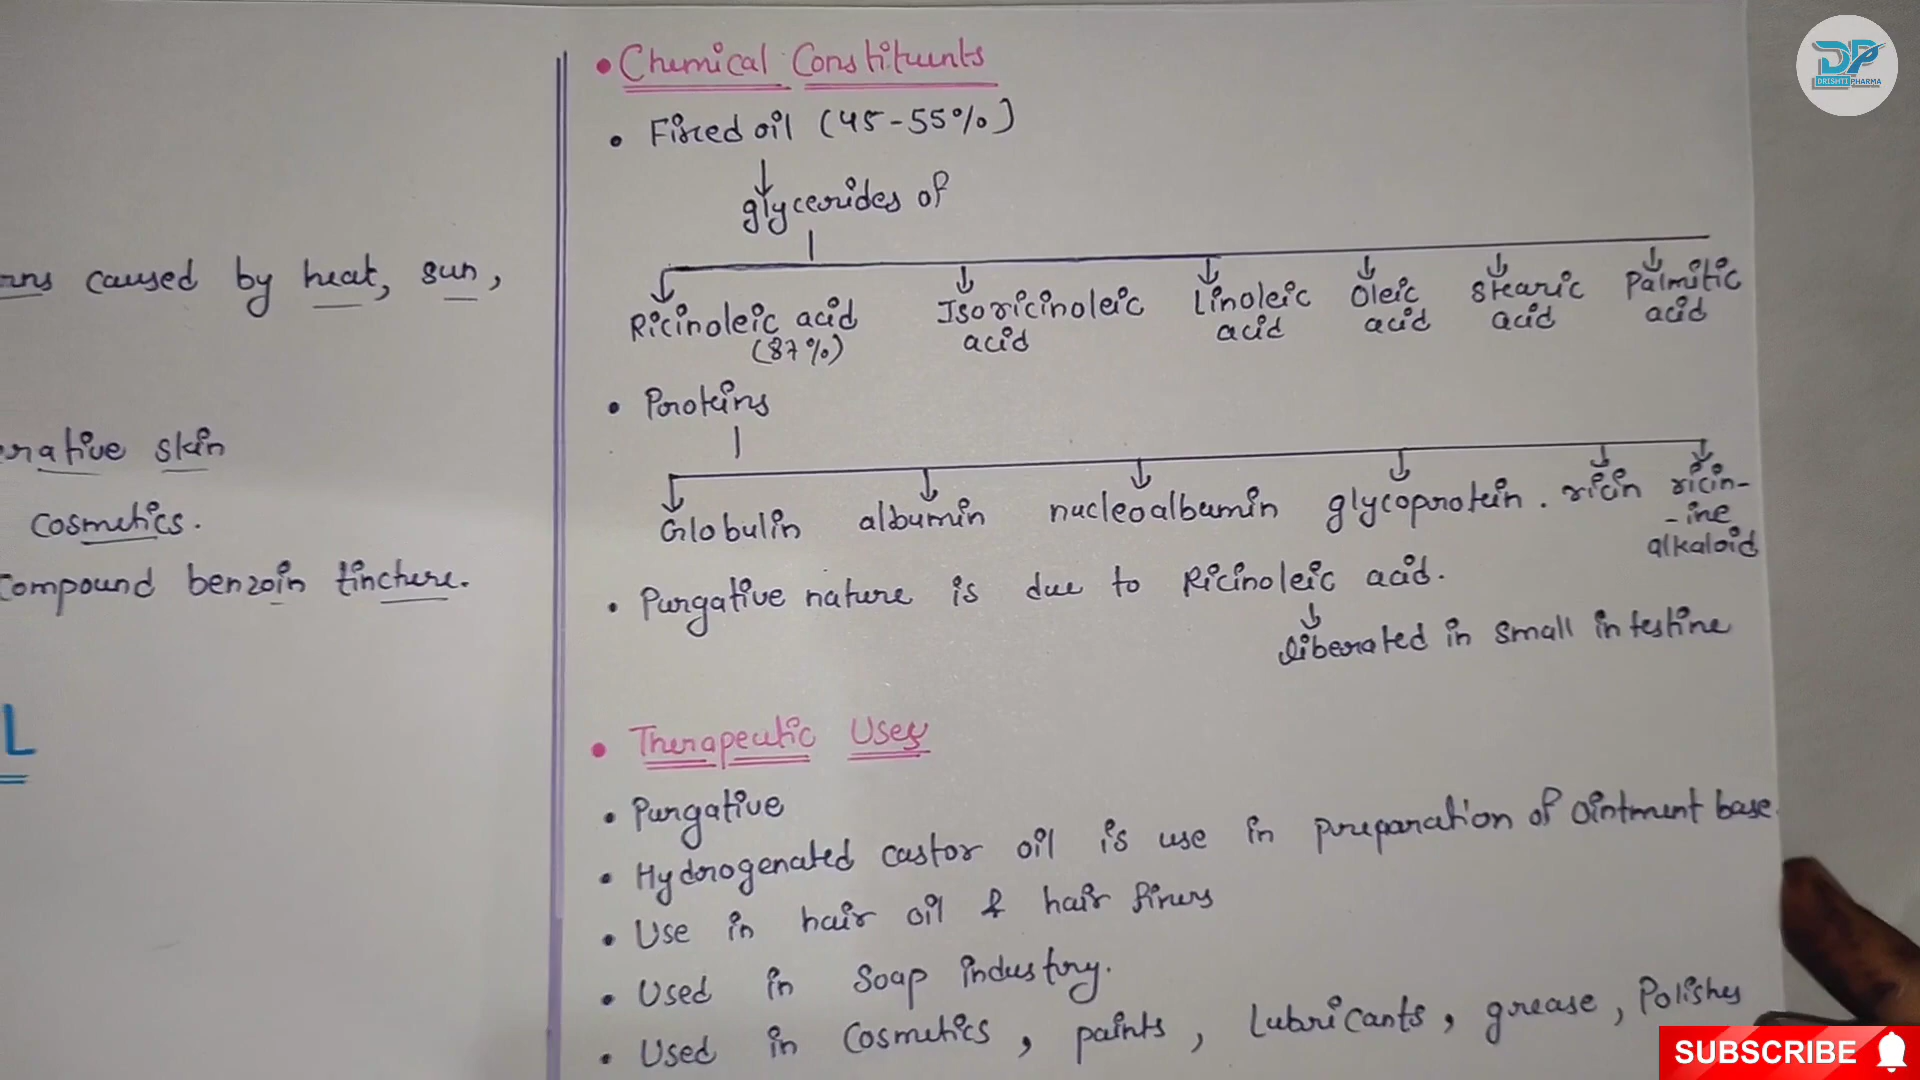 caused by heat, sun,
skin
cosmetics.
Compound benzoin tincture.
L
• Chemical Constituents
• Fixed oil (45-55%)
glycerides of
Ricinoleic acid (87%)
Isoricinoleic acid
Linoleic acid
Oleic acid
Stearic acid
Palmitic acid
• Proteins
Globulin albumin nucleoalbumin glycoprotein. ricin ricin-
-ine
alkaloid
• Purgative nature is due to Ricinoleic acid.
liberated in small intestine
• Therapeutic Uses
• Purgative
• Hydrogenated castor oil is use in preparation of Ointment base.
• Use in hair oil & hair
• Used in Soap industry.
• Used in Cosmetics, paints, Lubricants, grease, Polishes
DP
DRISHTI PHARMA
SUBSCRIBE